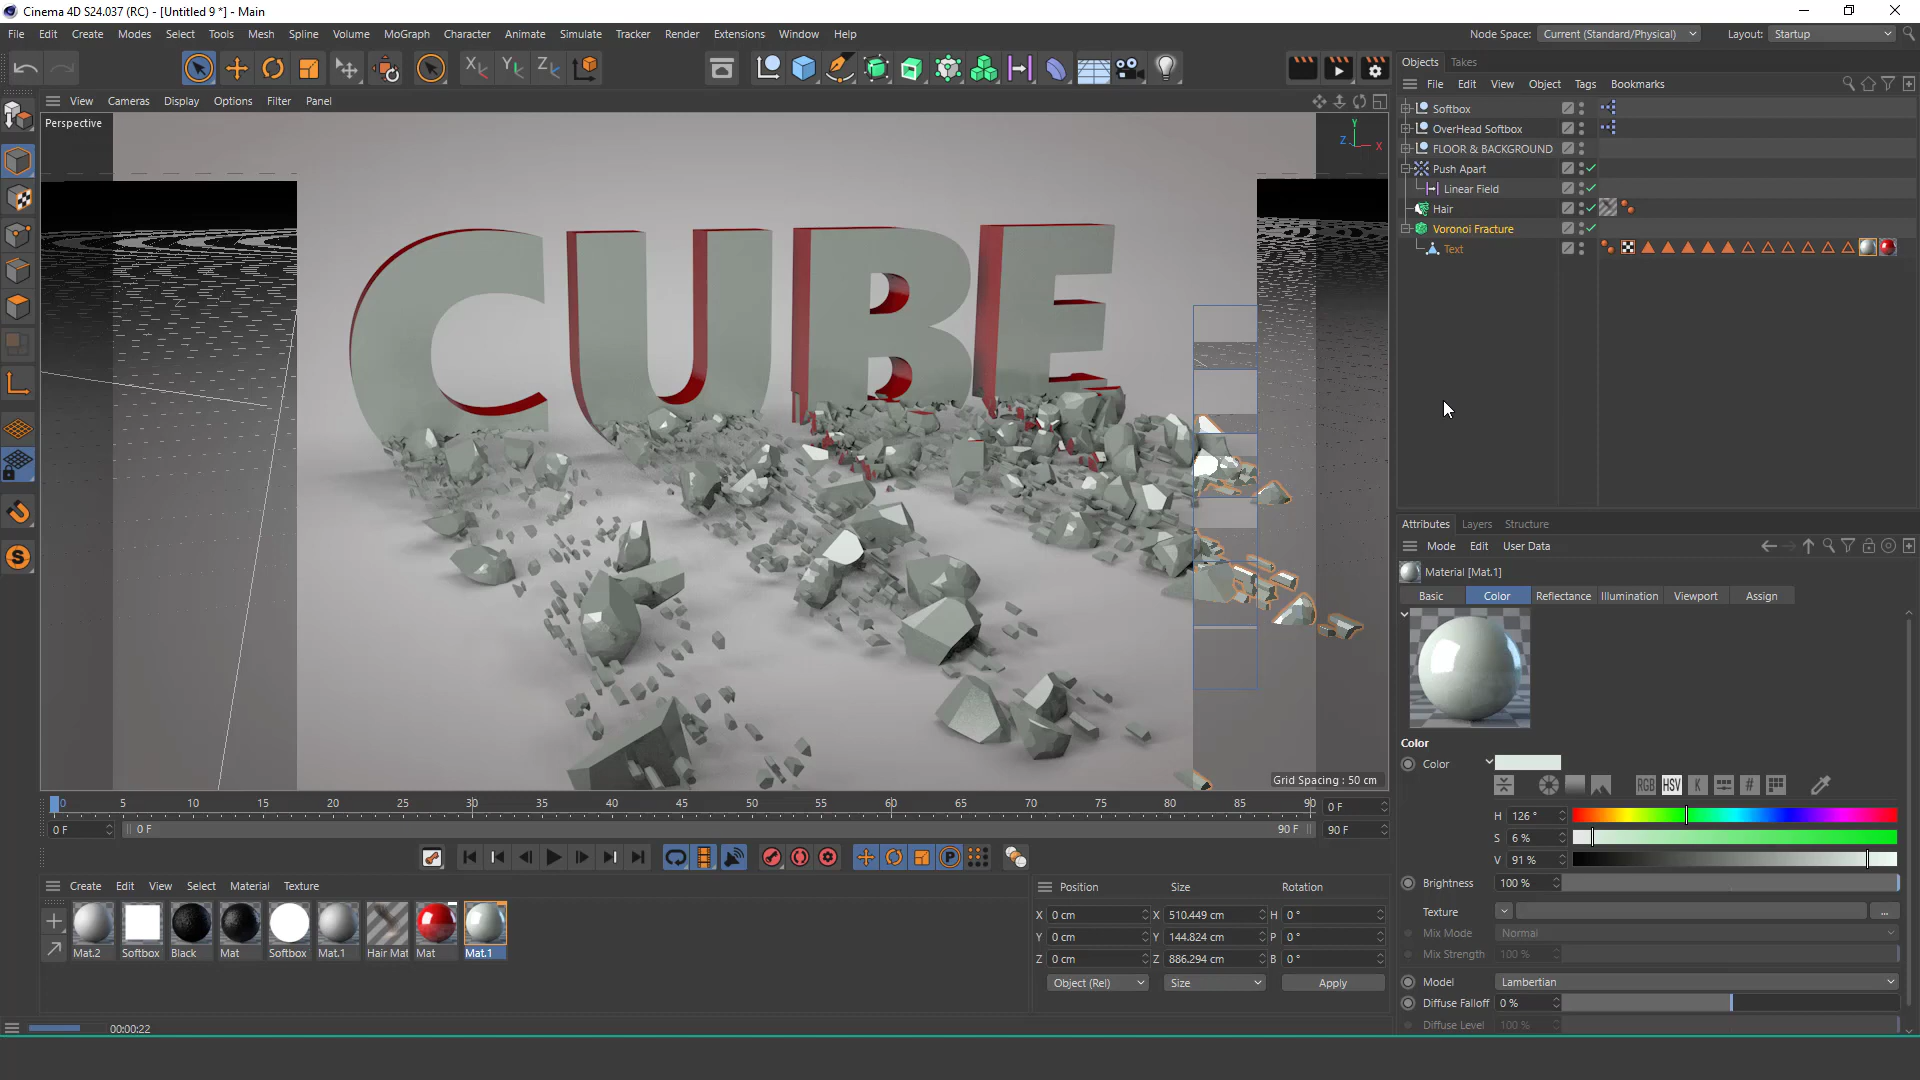 Cinema 4D S24.037 (RC) - [Untitled 9 *] - Main
File Edit Create Modes Select Tools Mesh Spline Volume MoGraph Character Animate Simulate Tracker Render Extensions Window Help
Node Space: Current (Standard/Physical) Layout: Startup
X Y Z
Objects Takes
File Edit View Object Tags Bookmarks
View Cameras Display Options Filter Panel
Perspective
Y
Z X
CUBE
Softbox
OverHead Softbox
FLOOR & BACKGROUND
Push Apart
Linear Field
Hair
Voronoi Fracture
Text
Attributes Layers Structure
Mode Edit User Data
Material [Mat.1]
Basic Color Reflectance Illumination Viewport Assign
Color
Color
RGB HSV K #
H 126 °
S 6 %
V 91 %
Brightness 100 %
Texture ...
Mix Mode Normal
Mix Strength 100 %
Model Lambertian
Diffuse Falloff 0 %
Diffuse Level 100 %
Grid Spacing : 50 cm
0 5 10 15 20 25 30 35 40 45 50 55 60 65 70 75 80 85 90 0 F
0 F 0 F 90 F 90 F
P
S
Create Edit View Select Material Texture
Mat.2 Softbox Black Mat Softbox Mat.1 Hair Mat Mat Mat.1
Position Size Rotation
X 0 cm X 510.449 cm H 0 °
Y 0 cm Y 144.824 cm P 0 °
Z 0 cm Z 886.294 cm B 0 °
Object (Rel) Size Apply
00:00:22